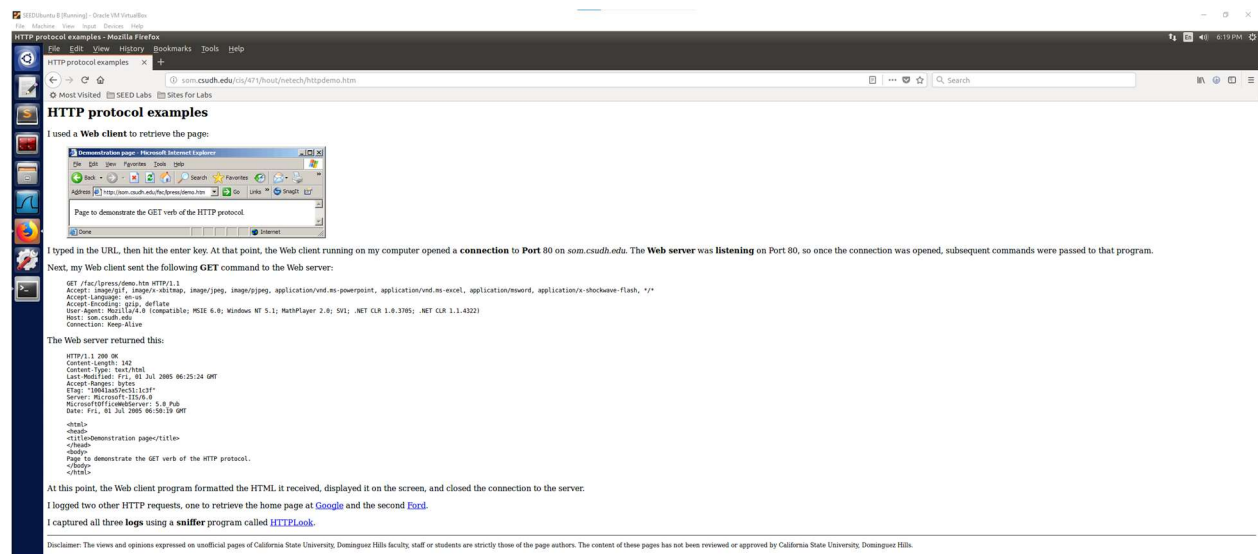 SEEDUbuntu B [Running] - Oracle VM VirtualBox
File Machine View Input Devices Help
HTTP protocol examples - Mozilla Firefox
En 6:19 PM
File Edit View History Bookmarks Tools Help
HTTP protocol examples × +
som.csudh.edu/cis/471/hout/netech/httpdemo.htm
Search
Most Visited SEED Labs Sites for Labs
HTTP protocol examples
I used a Web client to retrieve the page:
Demonstration page - Microsoft Internet Explorer
File Edit View Favorites Tools Help
Back Search Favorites
Address http://som.csudh.edu/fac/lpress/demo.htm Go Links » SnagIt
Page to demonstrate the GET verb of the HTTP protocol.
Done Internet
I typed in the URL, then hit the enter key. At that point, the Web client running on my computer opened a connection to Port 80 on som.csudh.edu. The Web server was listening on Port 80, so once the connection was opened, subsequent commands were passed to that program.
Next, my Web client sent the following GET command to the Web server:
GET /fac/lpress/demo.htm HTTP/1.1
Accept: image/gif, image/x-xbitmap, image/jpeg, image/pjpeg, application/vnd.ms-powerpoint, application/vnd.ms-excel, application/msword, application/x-shockwave-flash, */*
Accept-Language: en-us
Accept-Encoding: gzip, deflate
User-Agent: Mozilla/4.0 (compatible; MSIE 6.0; Windows NT 5.1; MathPlayer 2.0; SV1; .NET CLR 1.0.3705; .NET CLR 1.1.4322)
Host: som.csudh.edu
Connection: Keep-Alive
The Web server returned this:
HTTP/1.1 200 OK
Content-Length: 142
Content-Type: text/html
Last-Modified: Fri, 01 Jul 2005 06:25:24 GMT
Accept-Ranges: bytes
ETag: "10041aa57ec51:1c3f"
Server: Microsoft-IIS/6.0
MicrosoftOfficeWebServer: 5.0_Pub
Date: Fri, 01 Jul 2005 06:50:19 GMT
<html>
<head>
<title>Demonstration page</title>
</head>
<body>
Page to demonstrate the GET verb of the HTTP protocol.
</body>
</html>
At this point, the Web client program formatted the HTML it received, displayed it on the screen, and closed the connection to the server.
I logged two other HTTP requests, one to retrieve the home page at Google and the second Ford.
I captured all three logs using a sniffer program called HTTPLook.
Disclaimer: The views and opinions expressed on unofficial pages of California State University, Dominguez Hills faculty, staff or students are strictly those of the page authors. The content of these pages has not been reviewed or approved by California State University, Dominguez Hills.